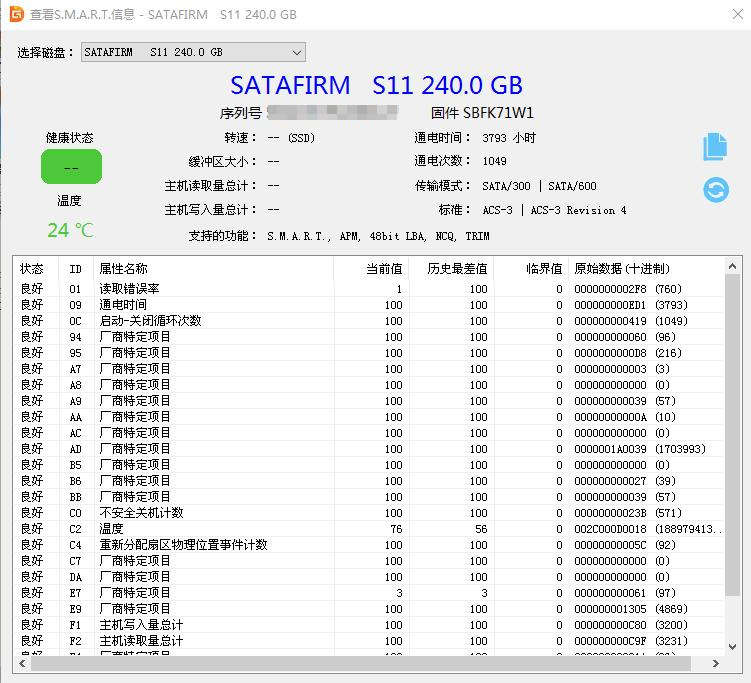 查看S.M.A.R.T.信息 - SATAFIRM   S11 240.0 GB
选择磁盘： SATAFIRM   S11 240.0 GB
SATAFIRM   S11 240.0 GB
序列号 固件 SBFK71W1
健康状态 转速： -- (SSD) 通电时间： 3793 小时
-- 缓冲区大小： -- 通电次数： 1049
温度 主机读取量总计： -- 传输模式： SATA/300 | SATA/600
24 ℃ 主机写入量总计： -- 标准： ACS-3 | ACS-3 Revision 4
支持的功能： S.M.A.R.T., APM, 48bit LBA, NCQ, TRIM
状态 ID 属性名称 当前值 历史最差值 临界值 原始数据(十进制)
良好 01 读取错误率 1 100 0 0000000002F8 (760)
良好 09 通电时间 100 100 0 000000000ED1 (3793)
良好 0C 启动-关闭循环次数 100 100 0 000000000419 (1049)
良好 94 厂商特定项目 100 100 0 000000000060 (96)
良好 95 厂商特定项目 100 100 0 0000000000D8 (216)
良好 A7 厂商特定项目 100 100 0 000000000003 (3)
良好 A8 厂商特定项目 100 100 0 000000000000 (0)
良好 A9 厂商特定项目 100 100 0 000000000039 (57)
良好 AA 厂商特定项目 100 100 0 00000000000A (10)
良好 AC 厂商特定项目 100 100 0 000000000000 (0)
良好 AD 厂商特定项目 100 100 0 0000001A0039 (1703993)
良好 B5 厂商特定项目 100 100 0 000000000000 (0)
良好 B6 厂商特定项目 100 100 0 000000000027 (39)
良好 BB 厂商特定项目 100 100 0 000000000039 (57)
良好 C0 不安全关机计数 100 100 0 00000000023B (571)
良好 C2 温度 76 56 0 002C000D0018 (188979413..
良好 C4 重新分配扇区物理位置事件计数 100 100 0 00000000005C (92)
良好 C7 厂商特定项目 100 100 0 000000000000 (0)
良好 DA 厂商特定项目 100 100 0 000000000000 (0)
良好 E7 厂商特定项目 3 3 0 000000000061 (97)
良好 E9 厂商特定项目 100 100 0 000000001305 (4869)
良好 F1 主机写入量总计 100 100 0 000000000C80 (3200)
良好 F2 主机读取量总计 100 100 0 000000000C9F (3231)